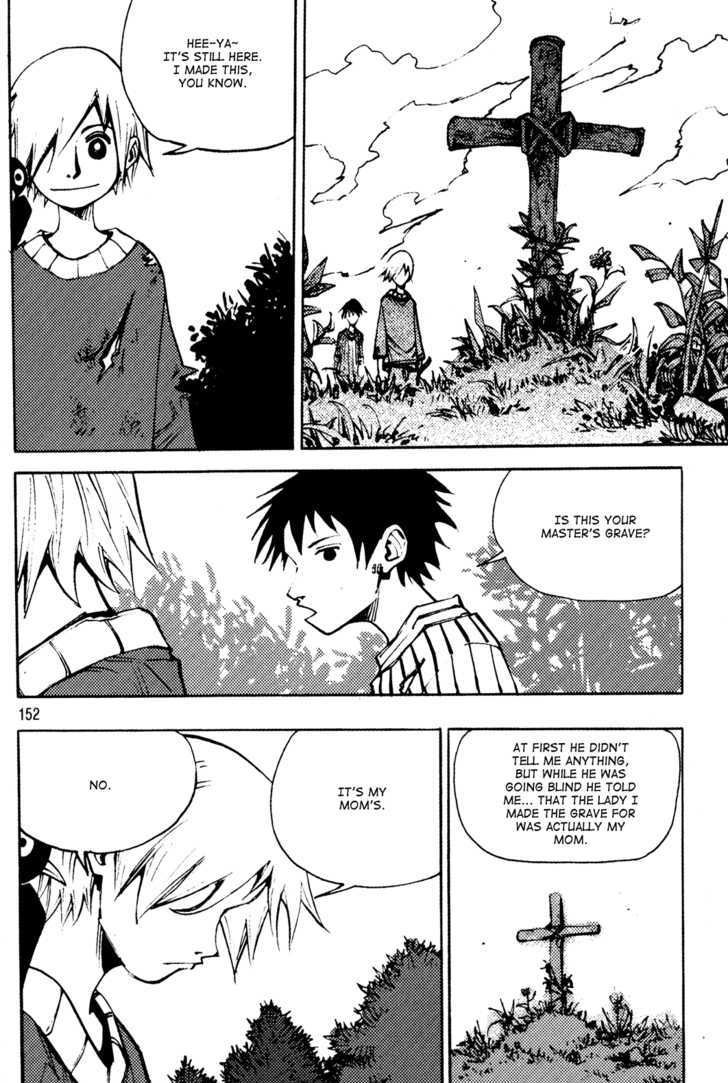 HEE-YA~
IT'S STILL HERE.
I MADE THIS,
YOU KNOW.
IS THIS YOUR
MASTER'S GRAVE?
152
NO.
IT'S MY
MOM'S.
AT FIRST HE DIDN'T
TELL ME ANYTHING,
BUT WHILE HE WAS
GOING BLIND HE TOLD
ME... THAT THE LADY I
MADE THE GRAVE FOR
WAS ACTUALLY MY
MOM.